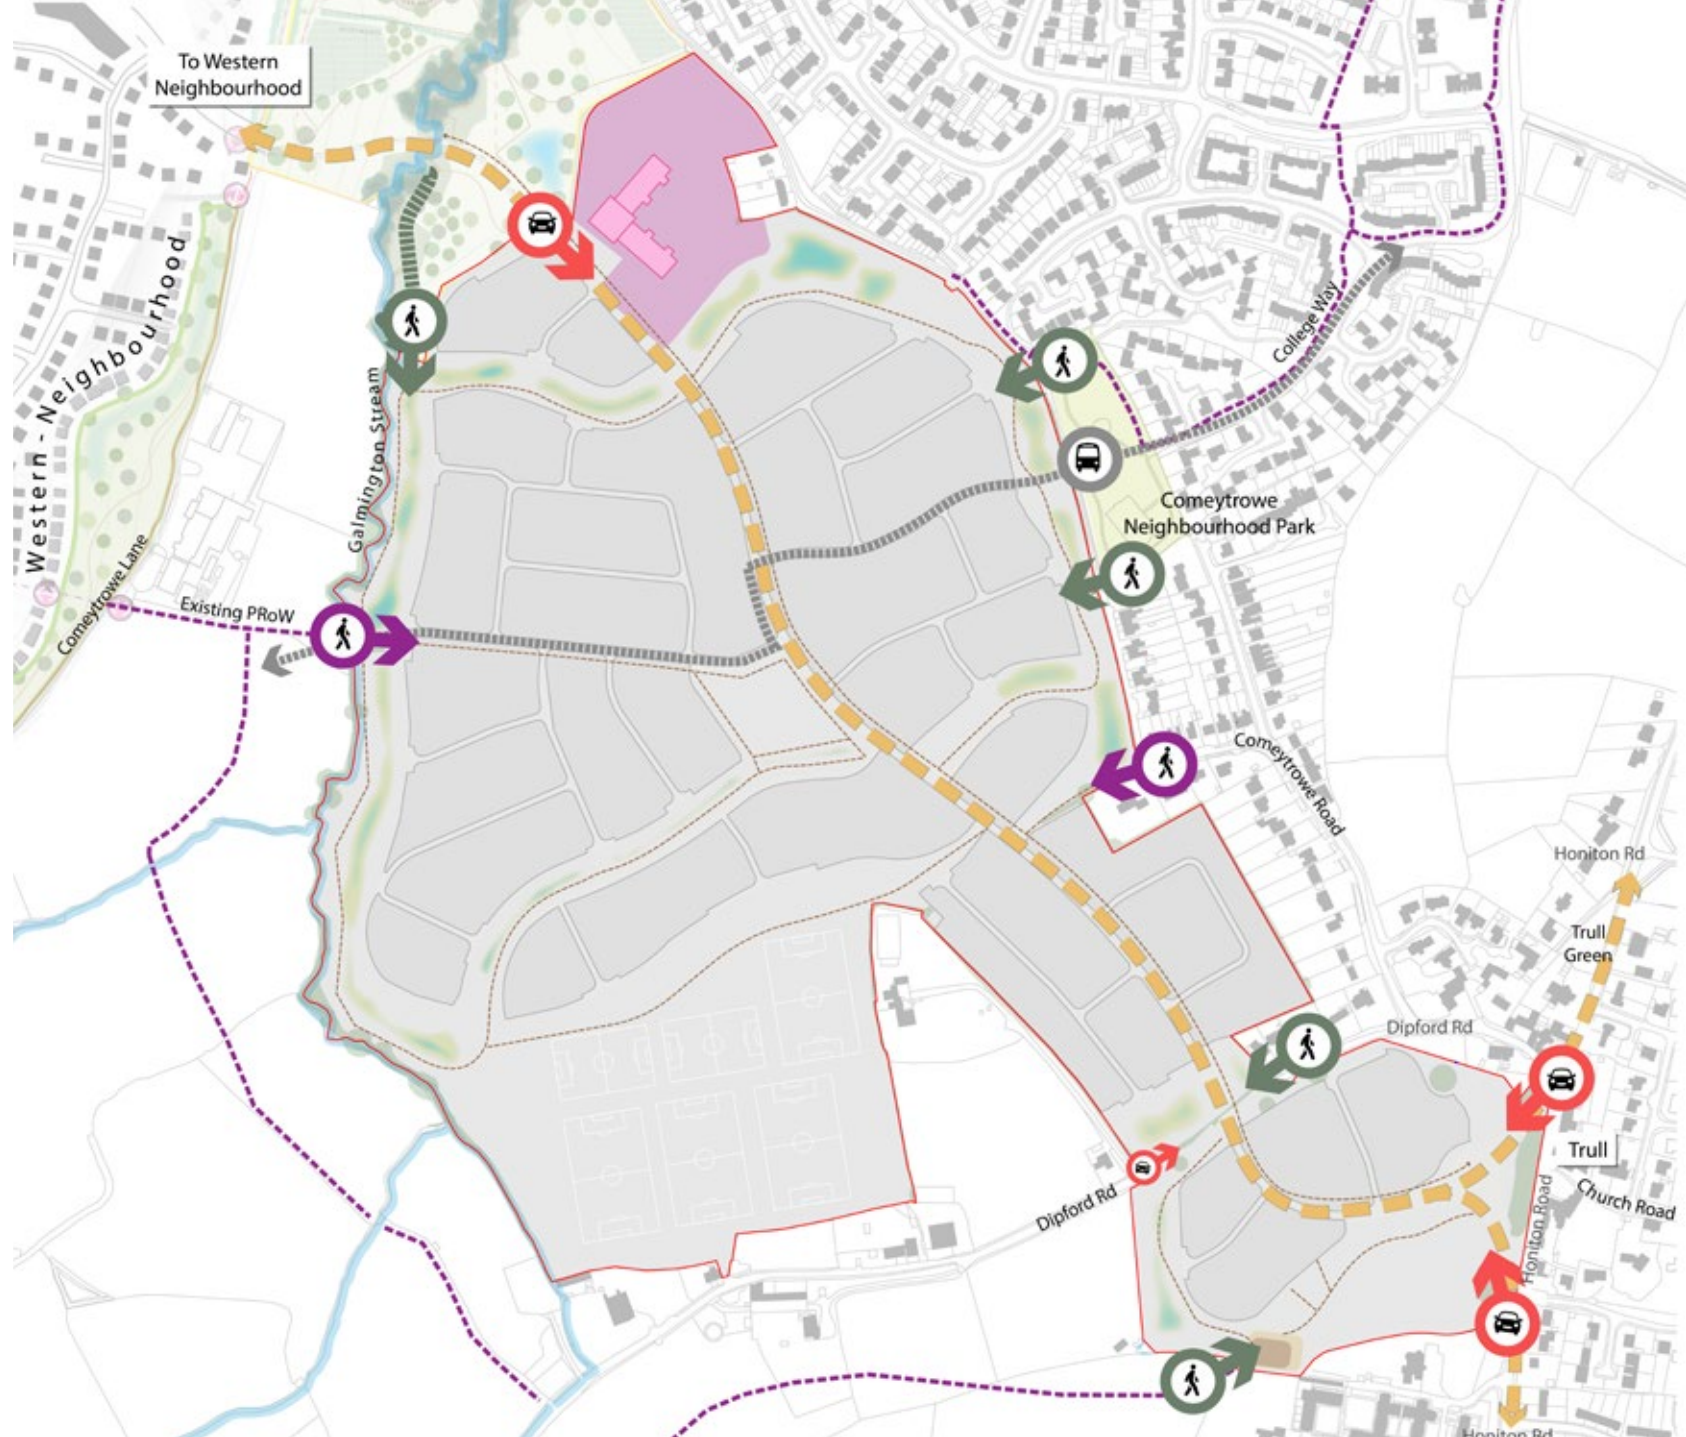 To Western
Neighbourhood
Western - Neighbourhood
Galmington Stream
College Way
Comeytrowe
Neighbourhood Park
Comeytrowe Lane
Existing PRoW
Comeytrowe Road
Honiton Rd
Trull
Green
Dipford Rd
Trull
Church Road
Dipford Rd
Honiton Road
Honiton Rd